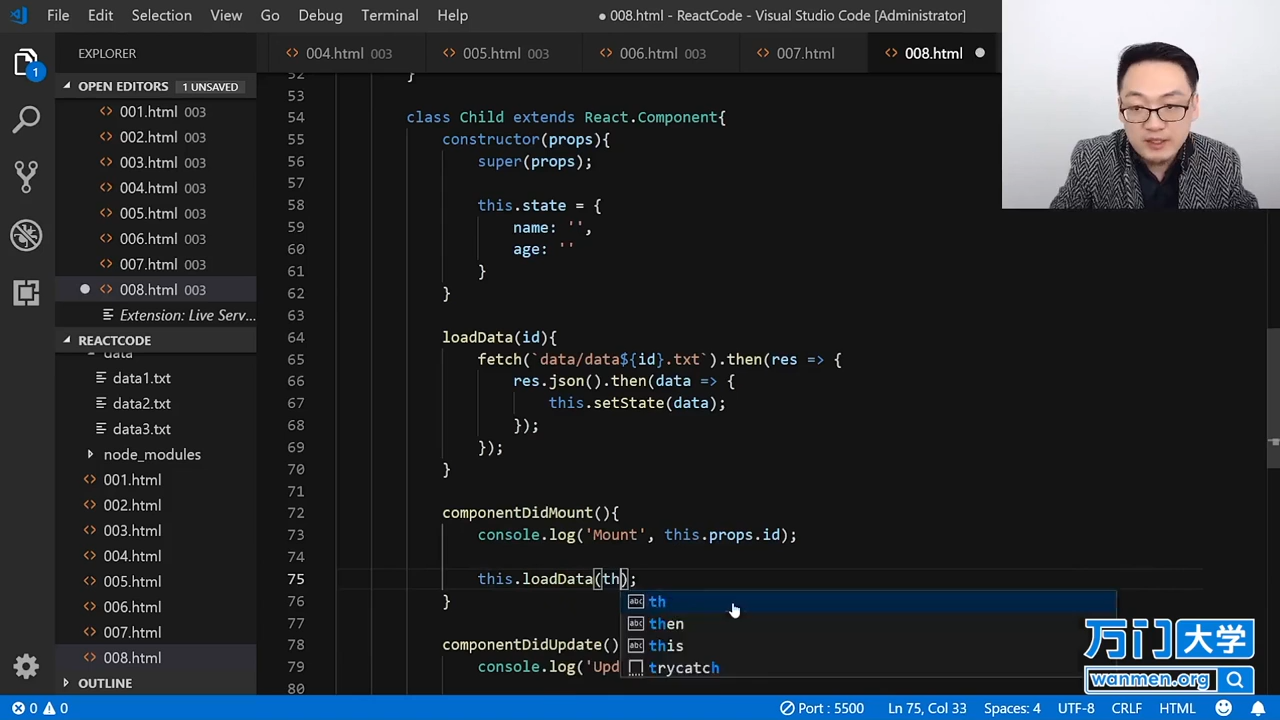 File Edit Selection View Go Debug Terminal Help
● 008.html - ReactCode - Visual Studio Code [Administrator]
EXPLORER
004.html 003
005.html 003
006.html 003
007.html
008.html
1
OPEN EDITORS 1 UNSAVED
001.html 003
002.html 003
003.html 003
004.html 003
005.html 003
006.html 003
007.html 003
008.html 003
Extension: Live Serv...
REACTCODE
data
data1.txt
data2.txt
data3.txt
node_modules
001.html
002.html
003.html
004.html
005.html
006.html
007.html
008.html
OUTLINE
52 }
53
54 class Child extends React.Component{
55 constructor(props){
56 super(props);
57
58 this.state = {
59 name: '',
60 age: ''
61 }
62 }
63
64 loadData(id){
65 fetch(`data/data${id}.txt`).then(res => {
66 res.json().then(data => {
67 this.setState(data);
68 });
69 });
70 }
71
72 componentDidMount(){
73 console.log('Mount', this.props.id);
74
75 this.loadData(th);
76 }
th
then
this
trycatch
78 componentDidUpdate()
79 console.log('Upd
80
万门大学
wanmen.org
0 0
Port : 5500
Ln 75, Col 33
Spaces: 4
UTF-8
CRLF
HTML